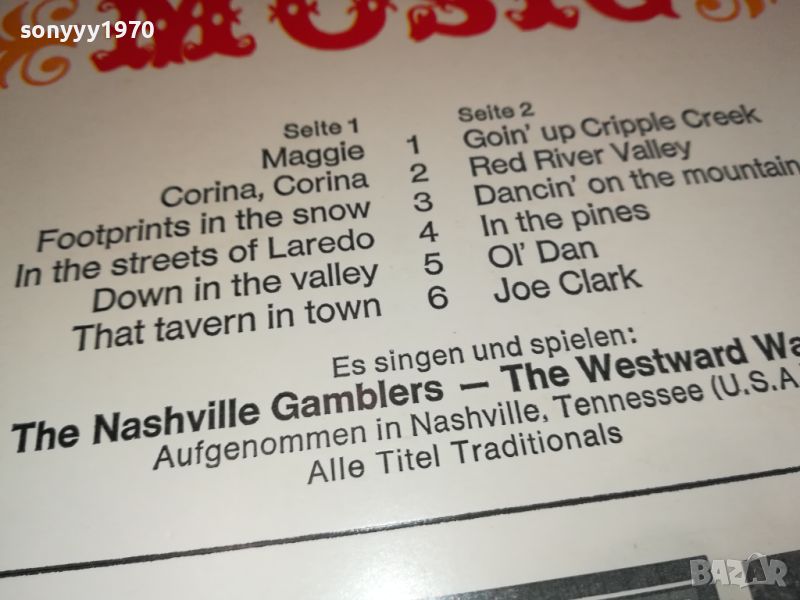 sonyyy1970
MUSIC
Seite 1
Maggie 1
Corina, Corina 2
Footprints in the snow 3
In the streets of Laredo 4
Down in the valley 5
That tavern in town 6
Seite 2
Goin' up Cripple Creek
Red River Valley
Dancin' on the mountain
In the pines
Ol' Dan
Joe Clark
Es singen und spielen:
The Nashville Gamblers – The Westward Wa
Aufgenommen in Nashville, Tennessee (U.S.A.)
Alle Titel Traditionals
BAZAR